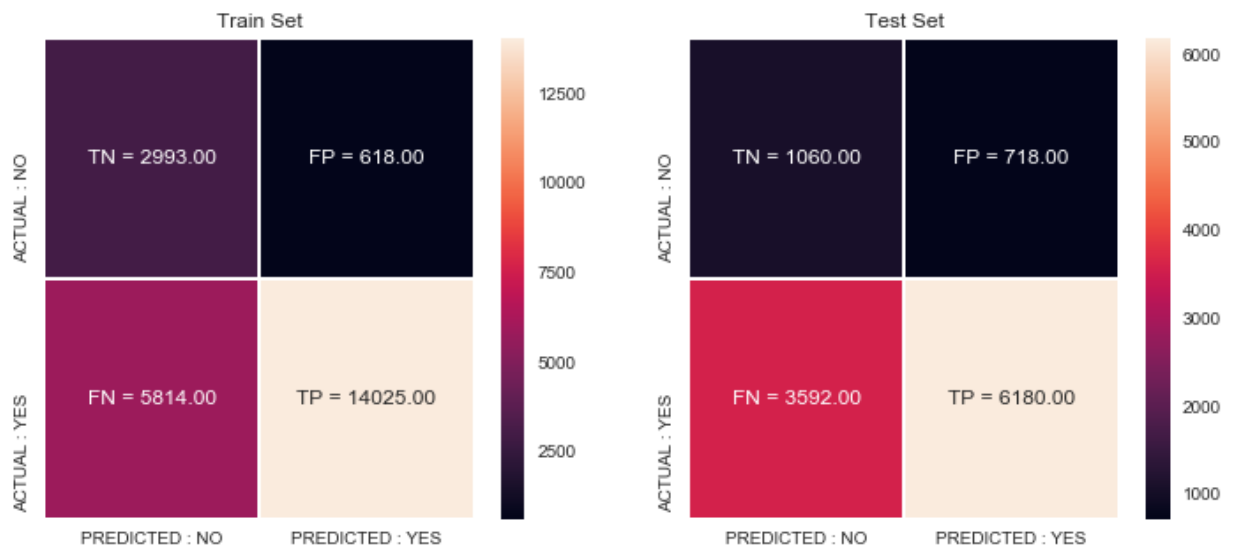 Train Set
ACTUAL : NO
TN = 2993.00
FP = 618.00
ACTUAL : YES
FN = 5814.00
TP = 14025.00
PREDICTED : NO
PREDICTED : YES
12500
10000
7500
5000
2500
Test Set
ACTUAL : NO
TN = 1060.00
FP = 718.00
ACTUAL : YES
FN = 3592.00
TP = 6180.00
PREDICTED : NO
PREDICTED : YES
6000
5000
4000
3000
2000
1000